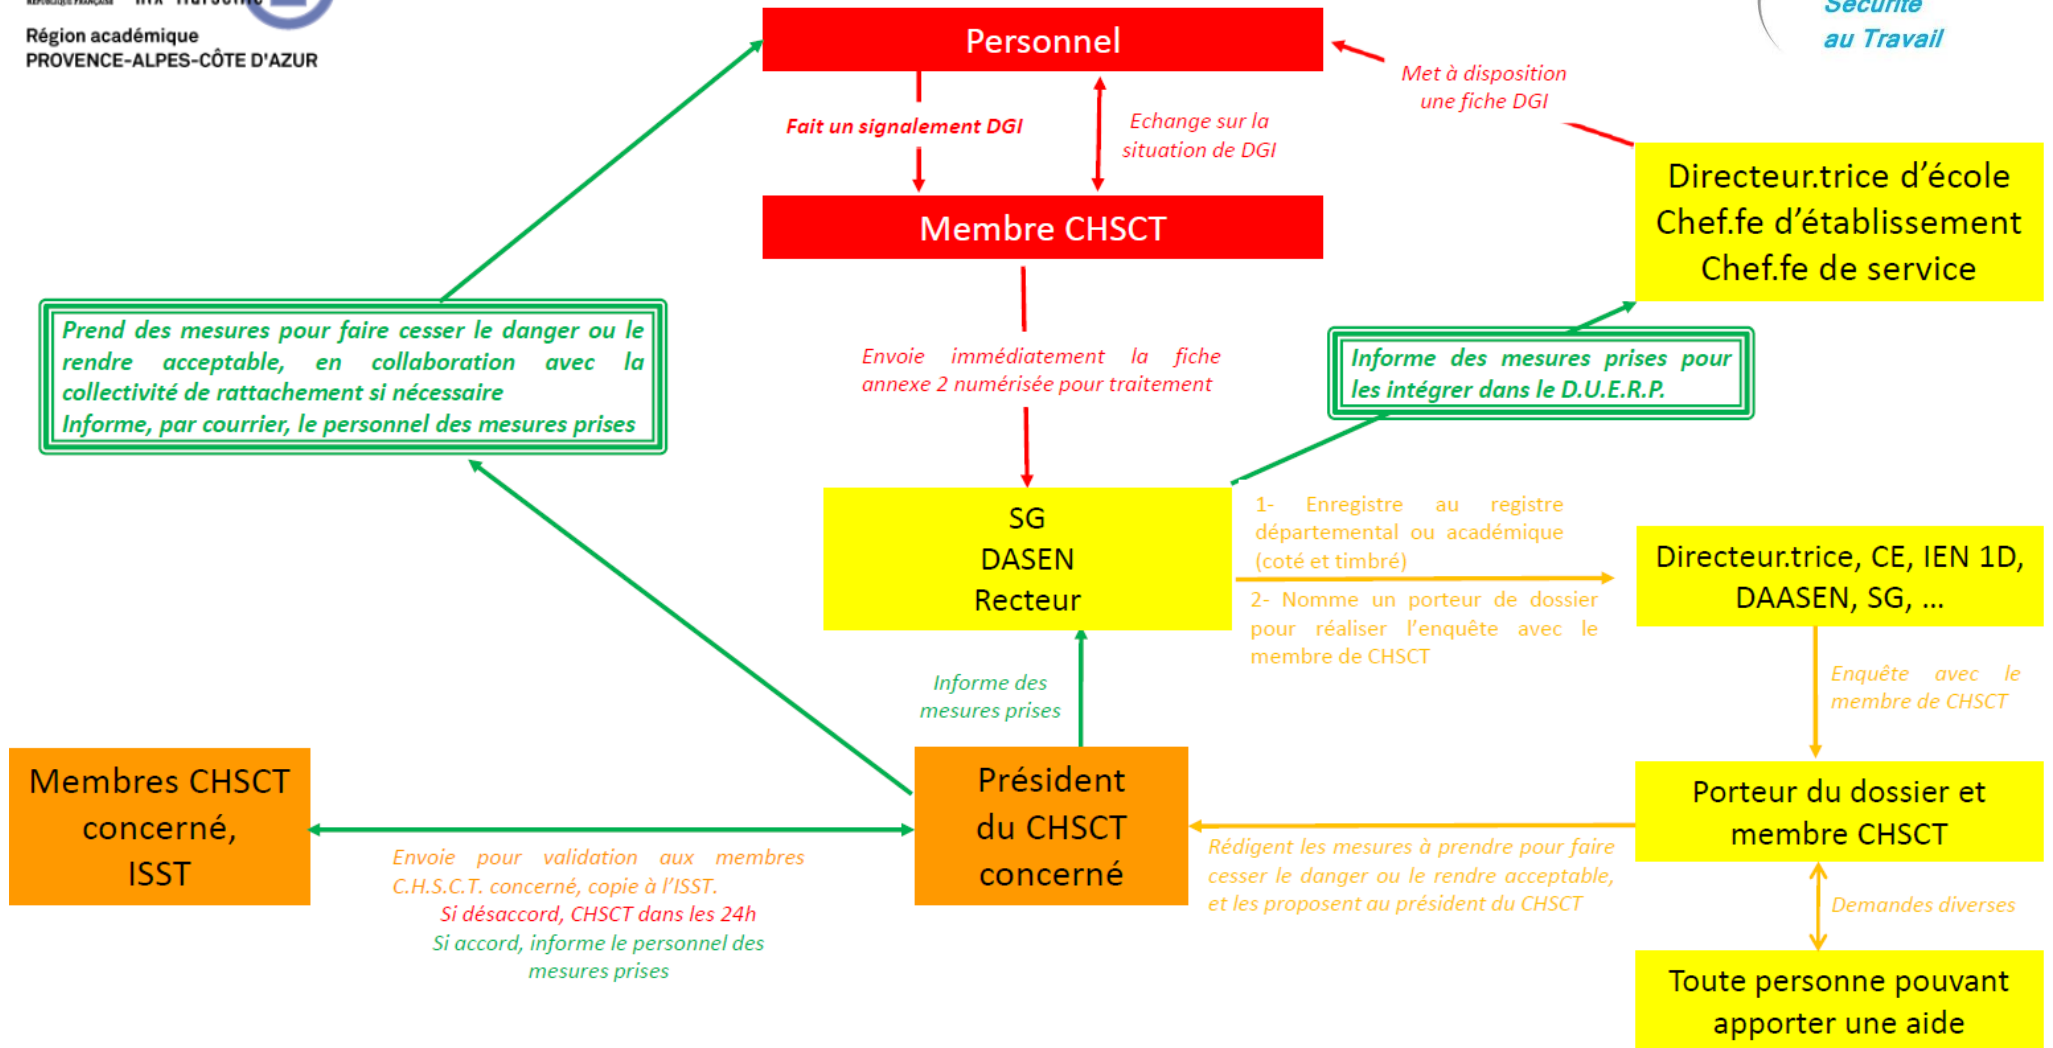 RÉPUBLIQUE FRANÇAISE
Région académique
PROVENCE-ALPES-CÔTE D'AZUR
Sécurité
au Travail
Personnel
Met à disposition
une fiche DGI
Fait un signalement DGI
Echange sur la
situation de DGI
Directeur.trice d’école
Chef.fe d’établissement
Chef.fe de service
Membre CHSCT
Prend des mesures pour faire cesser le danger ou le
rendre acceptable, en collaboration avec la
collectivité de rattachement si nécessaire
Informe, par courrier, le personnel des mesures prises
Envoie immédiatement la fiche
annexe 2 numérisée pour traitement
Informe des mesures prises pour
les intégrer dans le D.U.E.R.P.
SG
DASEN
Recteur
1- Enregistre au registre
départemental ou académique
(coté et timbré)
2- Nomme un porteur de dossier
pour réaliser l’enquête avec le
membre de CHSCT
Directeur.trice, CE, IEN 1D,
DAASEN, SG, ...
Informe des
mesures prises
Enquête avec le
membre de CHSCT
Membres CHSCT
concerné,
ISST
Envoie pour validation aux membres
C.H.S.C.T. concerné, copie à l’ISST.
Si désaccord, CHSCT dans les 24h
Si accord, informe le personnel des
mesures prises
Président
du CHSCT
concerné
Rédigent les mesures à prendre pour faire
cesser le danger ou le rendre acceptable,
et les proposent au président du CHSCT
Porteur du dossier et
membre CHSCT
Demandes diverses
Toute personne pouvant
apporter une aide